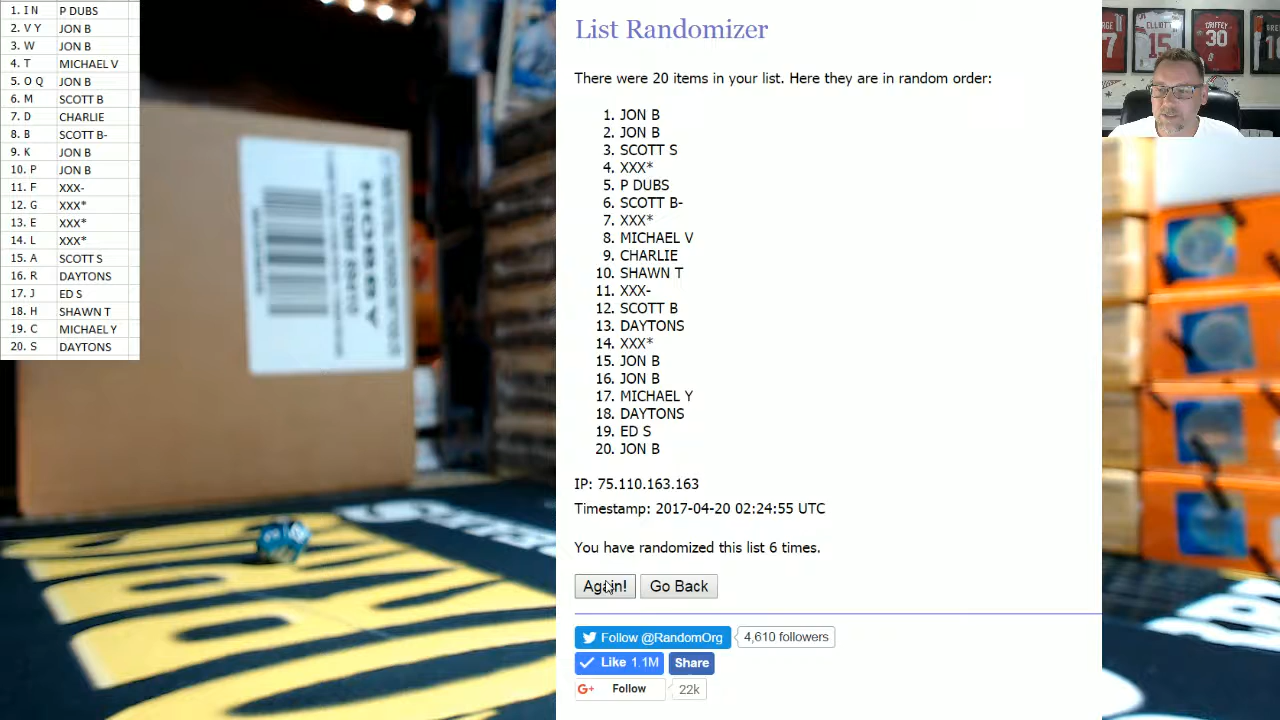 1. I N P DUBS
2. V Y JON B
3. W JON B
4. T MICHAEL V
5. O Q JON B
6. M SCOTT B
7. D CHARLIE
8. B SCOTT B-
9. K JON B
10. P JON B
11. F XXX-
12. G XXX*
13. E XXX*
14. L XXX*
15. A SCOTT S
16. R DAYTONS
17. J ED S
18. H SHAWN T
19. C MICHAEL Y
20. S DAYTONS
HOBBY
List Randomizer
There were 20 items in your list. Here they are in random order:
1. JON B
2. JON B
3. SCOTT S
4. XXX*
5. P DUBS
6. SCOTT B-
7. XXX*
8. MICHAEL V
9. CHARLIE
10. SHAWN T
11. XXX-
12. SCOTT B
13. DAYTONS
14. XXX*
15. JON B
16. JON B
17. MICHAEL Y
18. DAYTONS
19. ED S
20. JON B
IP: 75.110.163.163
Timestamp: 2017-04-20 02:24:55 UTC
You have randomized this list 6 times.
Again! Go Back
Follow @RandomOrg 4,610 followers
Like 1.1M Share
G+ Follow 22k
ELLIOTT
15
GRIFFEY
30